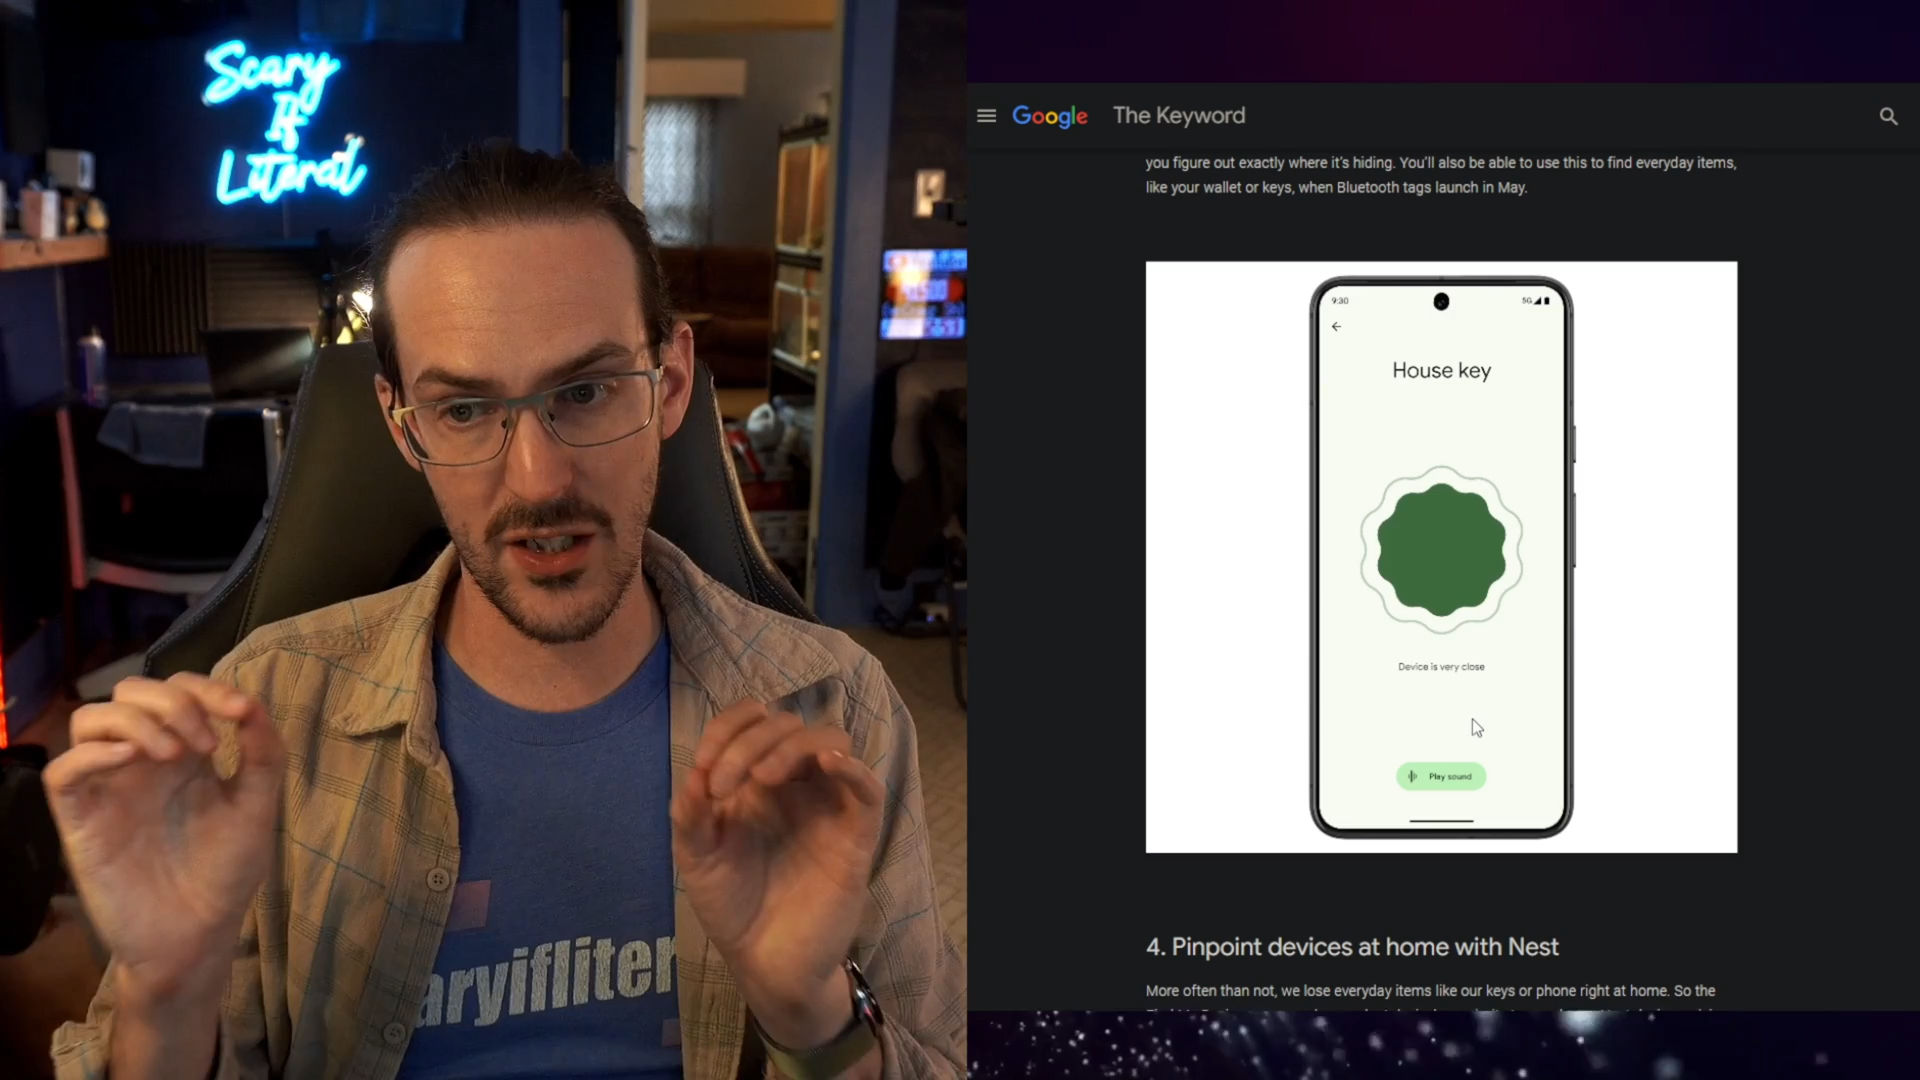 Scary
If
Literal
aryifliter
Google The Keyword
you figure out exactly where it's hiding. You'll also be able to use this to find everyday items,
like your wallet or keys, when Bluetooth tags launch in May.
9:30
5G
House key
Device is very close
Play sound
4. Pinpoint devices at home with Nest
More often than not, we lose everyday items like our keys or phone right at home. So the